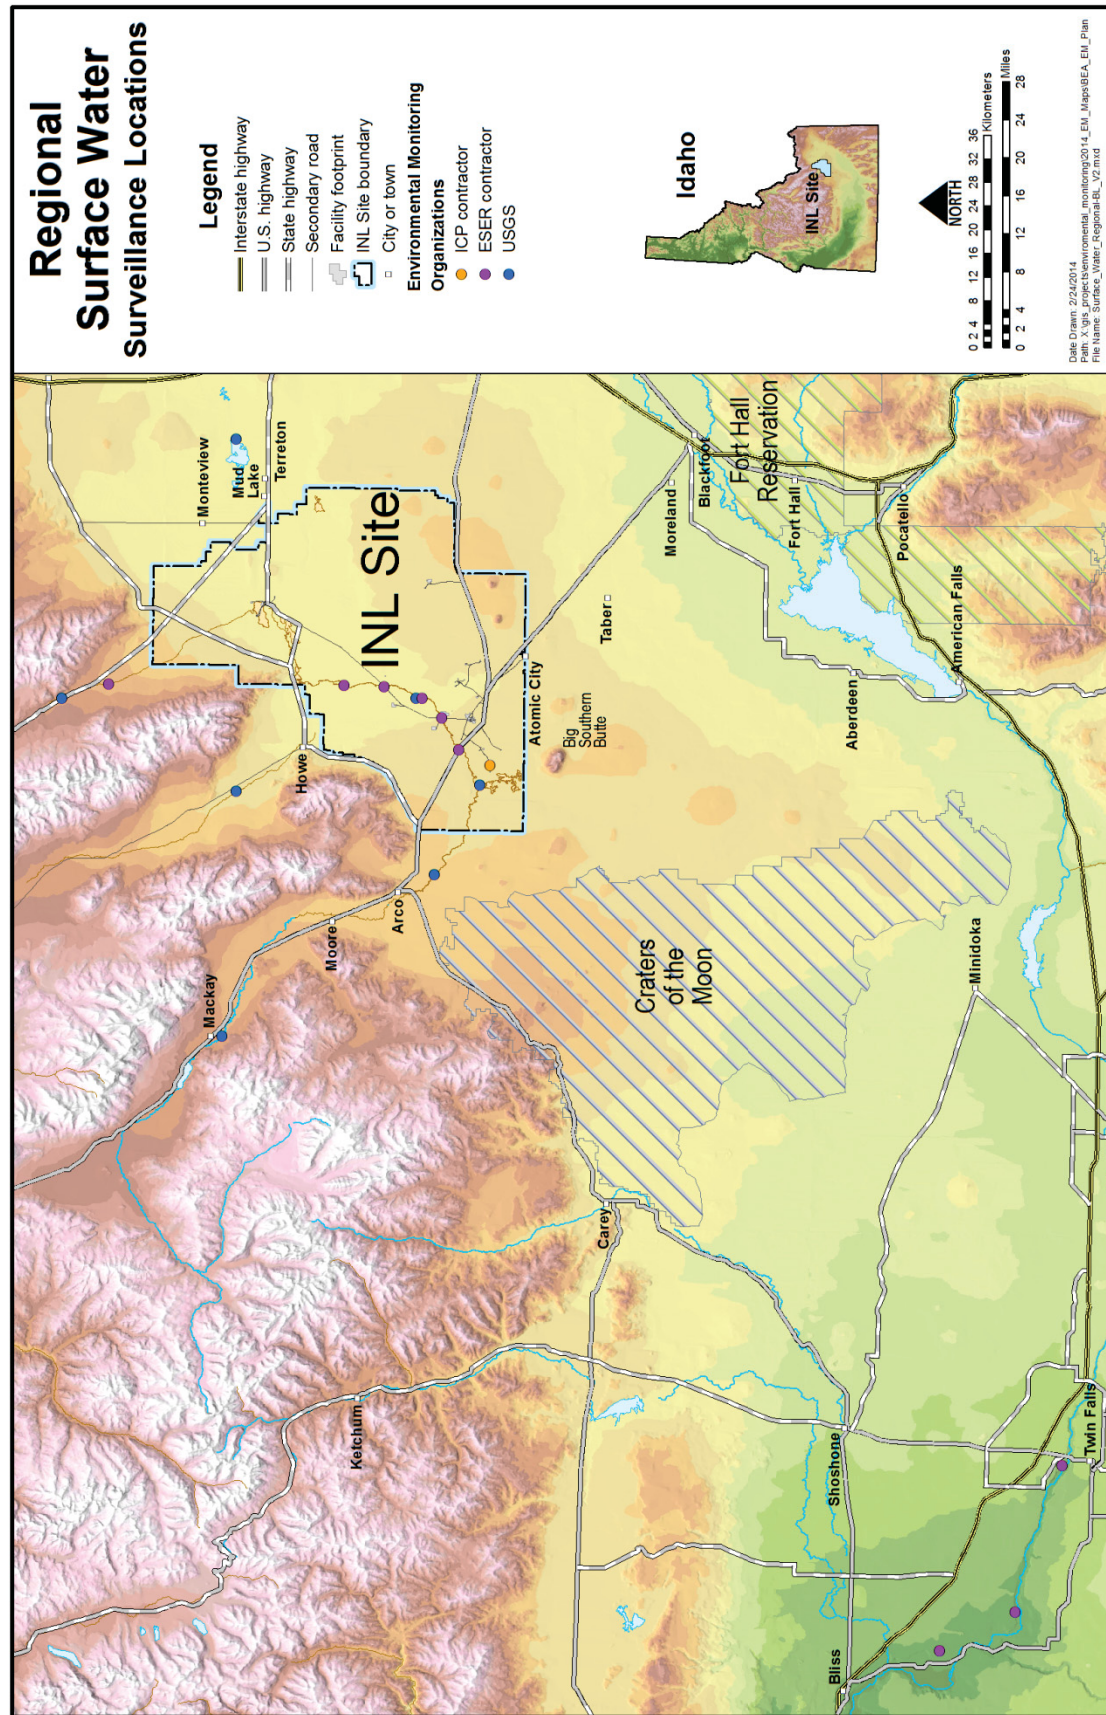 Regional
Surface Water
Surveillance Locations
Legend
Interstate highway
U.S. highway
State highway
Secondary road
Facility footprint
INL Site boundary
City or town
Environmental Monitoring
Organizations
ICP contractor
ESER contractor
USGS
Idaho
INL Site
NORTH
0 2 4 8 12 16 20 24 28 32 36
Kilometers
Miles
0 2 4 8 12 16 20 24 28
Date Drawn: 2/24/2014
Path: X:\gis_projects\enviromental_monitoring\2014_EM_Maps\BEA_EM_Plan
File Name: Surface_Water_Regional-BL_V2.mxd
Monteview
Mud
Lake
Terreton
INL Site
Howe
Mackay
Moore
Arco
Atomic City
Big
Southern
Butte
Taber
Moreland
Blackfoot
Fort Hall
Reservation
Fort Hall
Pocatello
American Falls
Aberdeen
Craters
of the
Moon
Minidoka
Carey
Ketchum
Shoshone
Twin Falls
Bliss